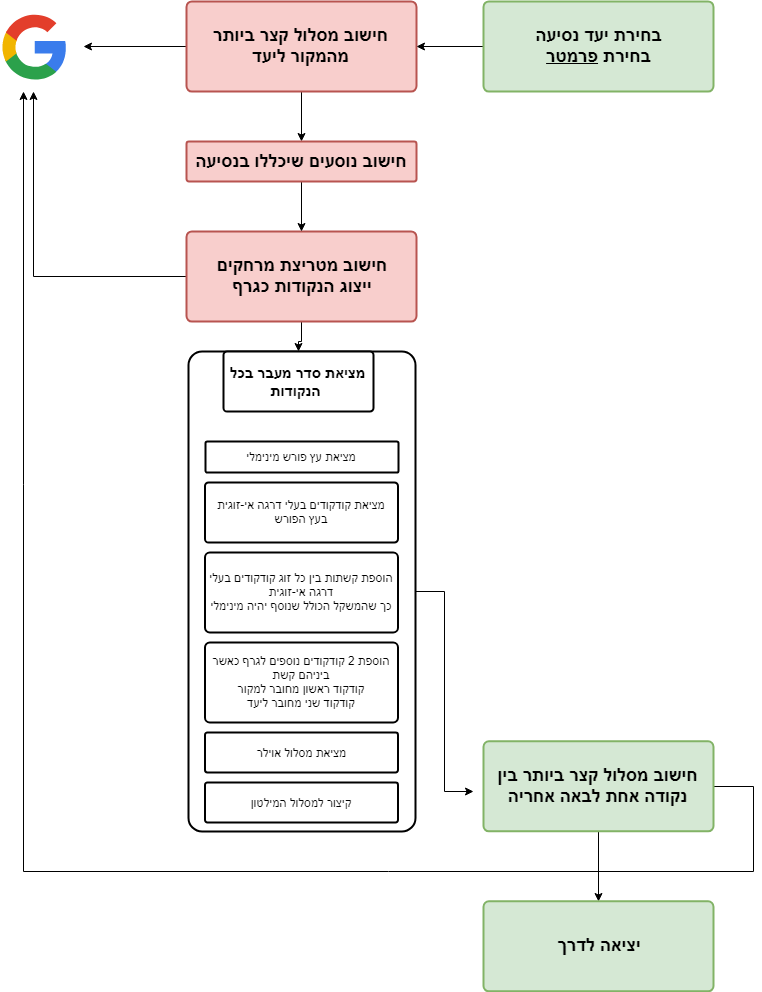 בחירת יעד נסיעה
בחירת פרמטר
חישוב מסלול קצר ביותר
מהמקור ליעד
חישוב נוסעים שיכללו בנסיעה
חישוב מטריצת מרחקים
ייצוג הנקודות כגרף
מציאת סדר מעבר בכל
הנקודות
מציאת עץ פורש מינימלי
מציאת קודקודים בעלי דרגה אי-זוגית
בעץ הפורש
הוספת קשתות בין כל זוג קודקודים בעלי
דרגה אי-זוגית
כך שהמשקל הכולל שנוסף יהיה מינימלי
הוספת 2 קודקודים נוספים לגרף כאשר
ביניהם קשת
קודקוד ראשון מחובר למקור
קודקוד שני מחובר ליעד
מציאת מסלול אוילר
קיצור למסלול המילטון
חישוב מסלול קצר ביותר בין
נקודה אחת לבאה אחריה
יציאה לדרך